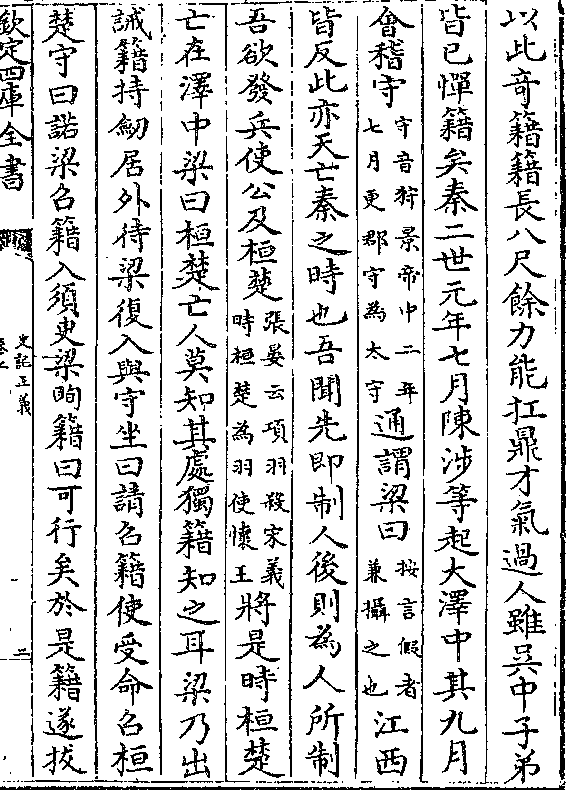 以此奇籍籍長八尺餘力能扛鼎才氣過人雖吳中子弟
皆已憚籍矣秦二世元年七月陳涉等起大澤中其九月
會稽守守音狩景帝中二年七月更郡守為太守通謂梁曰按言假者兼攝之也江西
皆反此亦天亡秦之時也吾聞先即制人後則為人所制
吾欲發兵使公及桓楚張晏云項羽殺宋義時桓楚為羽使懷王將是時桓楚
亡在澤中梁曰桓楚亡人莫知其處獨籍知之耳梁乃出
誡籍持劒居外待梁復入與守坐曰請召籍使受命召桓
楚守曰諾梁召籍入須臾梁眴籍曰可行矣於是籍遂拔
欽定四庫全書
史記正義
卷七
三